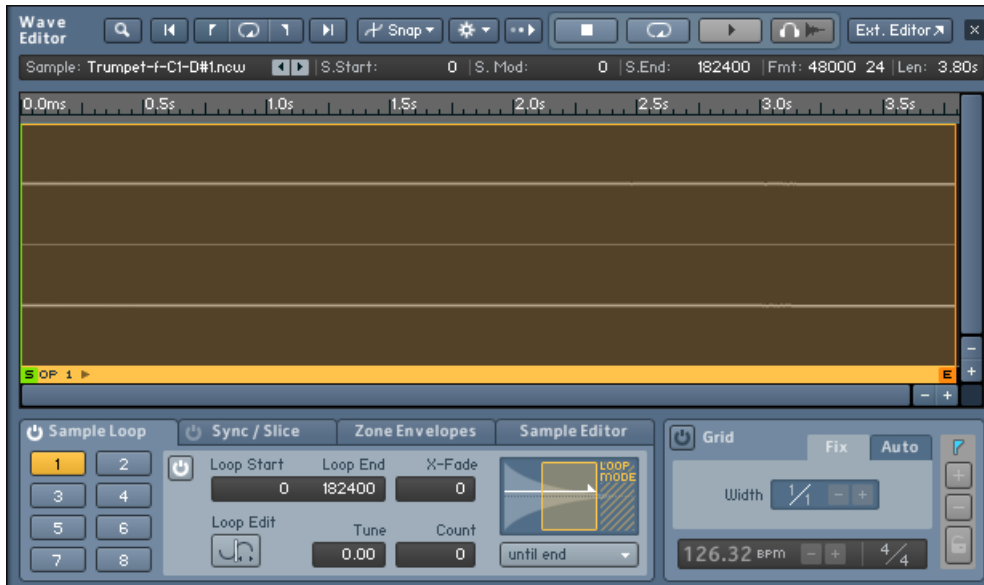 Wave Editor Snap Ext. Editor
Sample: Trumpet-f-C1-D#1.ncw S.Start: 0 S. Mod: 0 S.End: 182400 Fmt: 48000 24 Len: 3.80s
0.0ms 0.5s 1.0s 1.5s 2.0s 2.5s 3.0s 3.5s
S OP 1 E
Sample Loop Sync / Slice Zone Envelopes Sample Editor Grid Fix Auto
1 2 Loop Start Loop End X-Fade LOOP MODE
3 4 0 182400 0 Width 1/1
5 6 Loop Edit Tune Count
7 8 0.00 0 until end 126.32 BPM 4/4